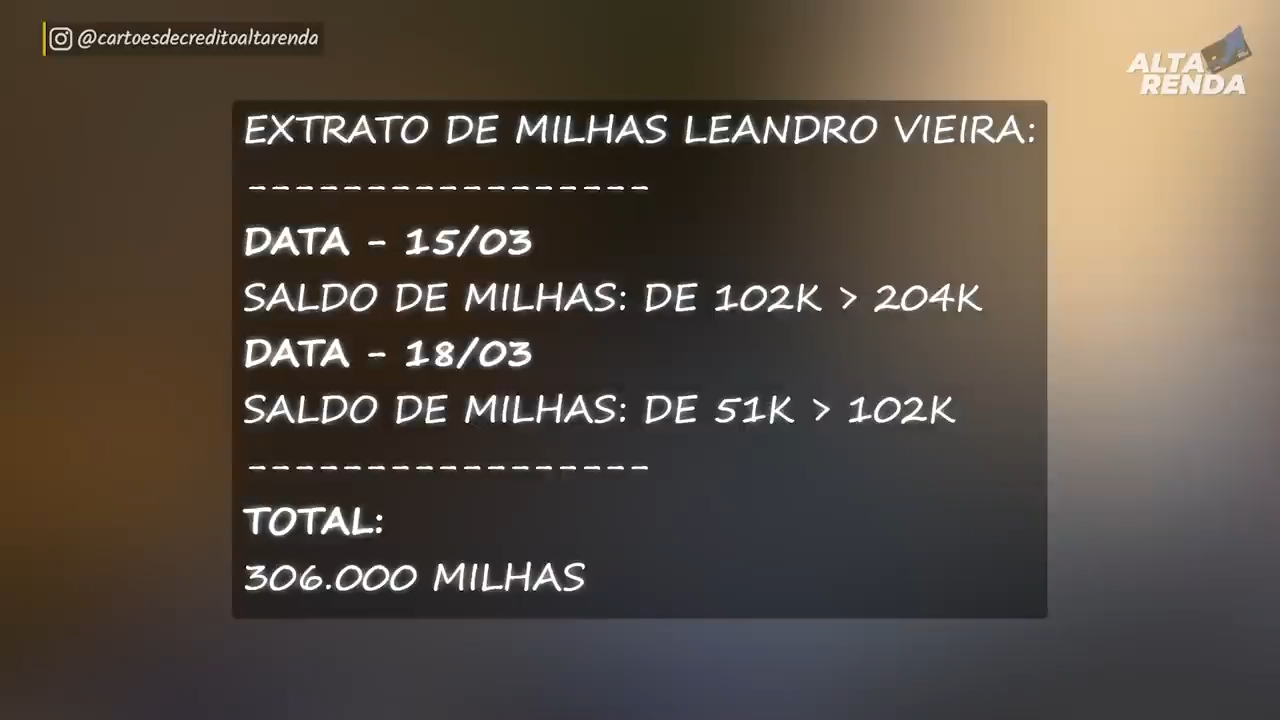 @cartoesdecreditoaltarenda
ALTA
RENDA
EXTRATO DE MILHAS LEANDRO VIEIRA:
-----------------
DATA - 15/03
SALDO DE MILHAS: DE 102K > 204K
DATA - 18/03
SALDO DE MILHAS: DE 51K > 102K
-----------------
TOTAL:
306.000 MILHAS